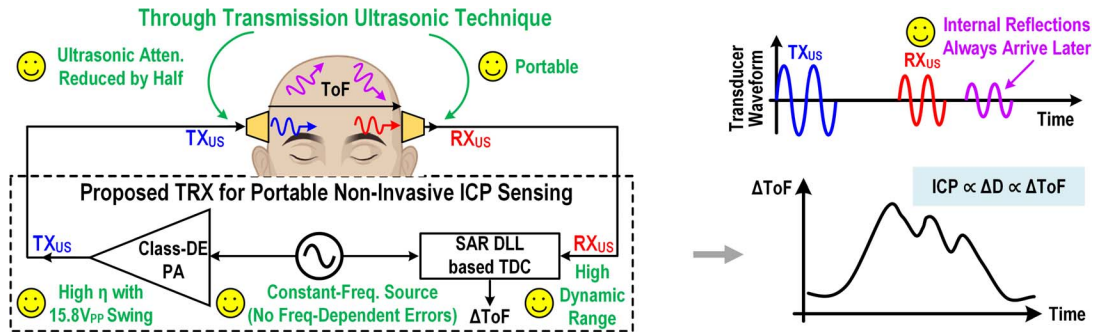 Through Transmission Ultrasonic Technique
Ultrasonic Atten.
Reduced by Half
Portable
ToF
TXUS
RXUS
Proposed TRX for Portable Non-Invasive ICP Sensing
TXUS
Class-DE
PA
SAR DLL
based TDC
RXUS
High η with
15.8VPP Swing
Constant-Freq. Source
(No Freq-Dependent Errors)
ΔToF
High
Dynamic
Range
Transducer
Waveform
TXUS
RXUS
Internal Reflections
Always Arrive Later
Time
ΔToF
ICP ∝ ΔD ∝ ΔToF
Time